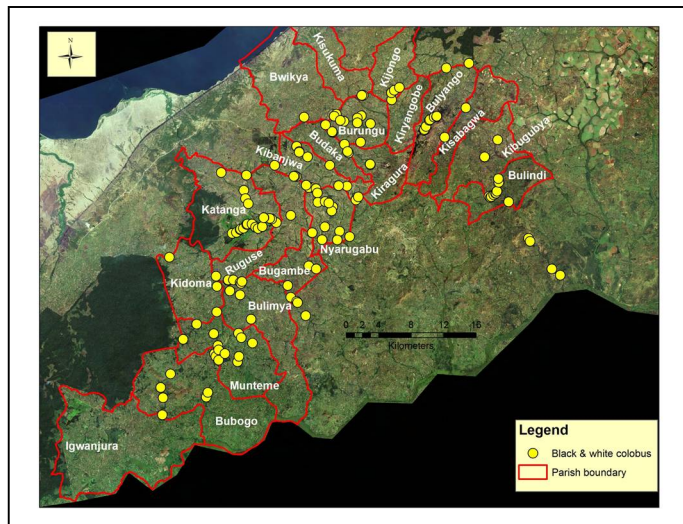 N
Bwikya
Kisukuma
Kijongo
Kiryangobe
Bulyango
Kisabagwa
Kibugubya
Burungu
Budaka
Kibanjwa
Kiragura
Bulindi
Katanga
Nyarugabu
Ruguse
Bugambe
Kidoma
Bulimya
0 2 4 8 12 16
Kilometers
Munteme
Bubogo
Igwanjura
Legend
Black & white colobus
Parish boundary